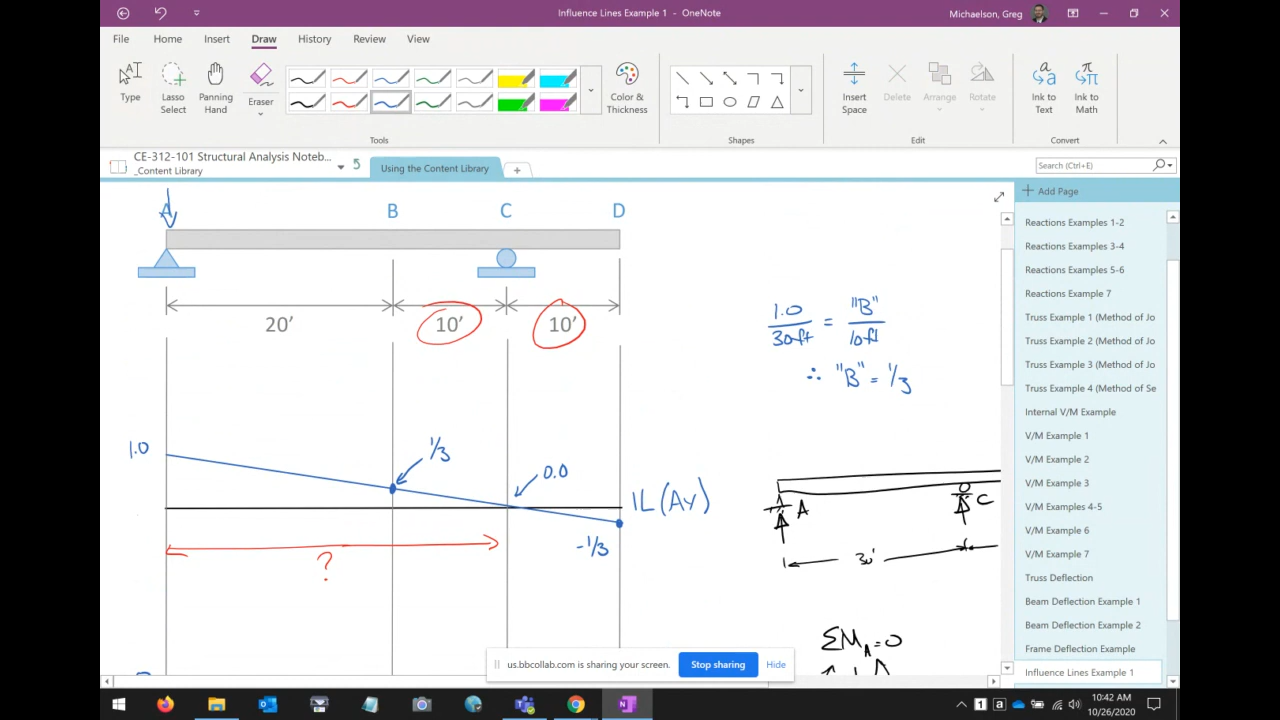 Influence Lines Example 1 - OneNote
Michaelson, Greg
File Home Insert Draw History Review View
Type
Lasso Select
Panning Hand
Eraser
Color & Thickness
Insert Space
Delete
Arrange
Rotate
Ink to Text
Ink to Math
Tools
Shapes
Edit
Convert
CE-312-101 Structural Analysis Noteb...
_Content Library
5
Using the Content Library
Search (Ctrl+E)
Add Page
Reactions Examples 1-2
Reactions Examples 3-4
Reactions Examples 5-6
Reactions Example 7
Truss Example 1 (Method of Jo
Truss Example 2 (Method of Jo
Truss Example 3 (Method of Jo
Truss Example 4 (Method of Se
Internal V/M Example
V/M Example 1
V/M Example 2
V/M Example 3
V/M Examples 4-5
V/M Example 6
V/M Example 7
Truss Deflection
Beam Deflection Example 1
Beam Deflection Example 2
Frame Deflection Example
Influence Lines Example 1
A B C D
20' 10' 10'
1.0/30ft = "B"/10ft
∴ "B" = 1/3
1.0
1/3
0.0
IL(Ay)
-1/3
?
A C
30'
ΣMA=0
us.bbcollab.com is sharing your screen.
Stop sharing
Hide
10:42 AM
10/26/2020